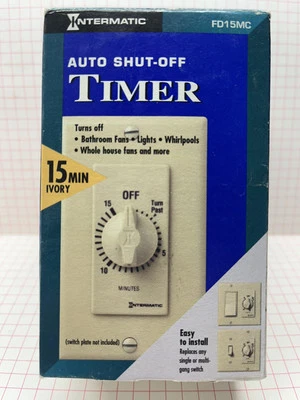 INTERMATIC
FD15MC
AUTO SHUT-OFF
TIMER
Turns off
• Bathroom Fans • Lights • Whirlpools
• Whole house fans and more
15 MIN
IVORY
OFF
15
Turn
Past
5
10
MINUTES
INTERMATIC
(switch plate not included)
Easy
to install
Replaces any
single or multi-
gang switch